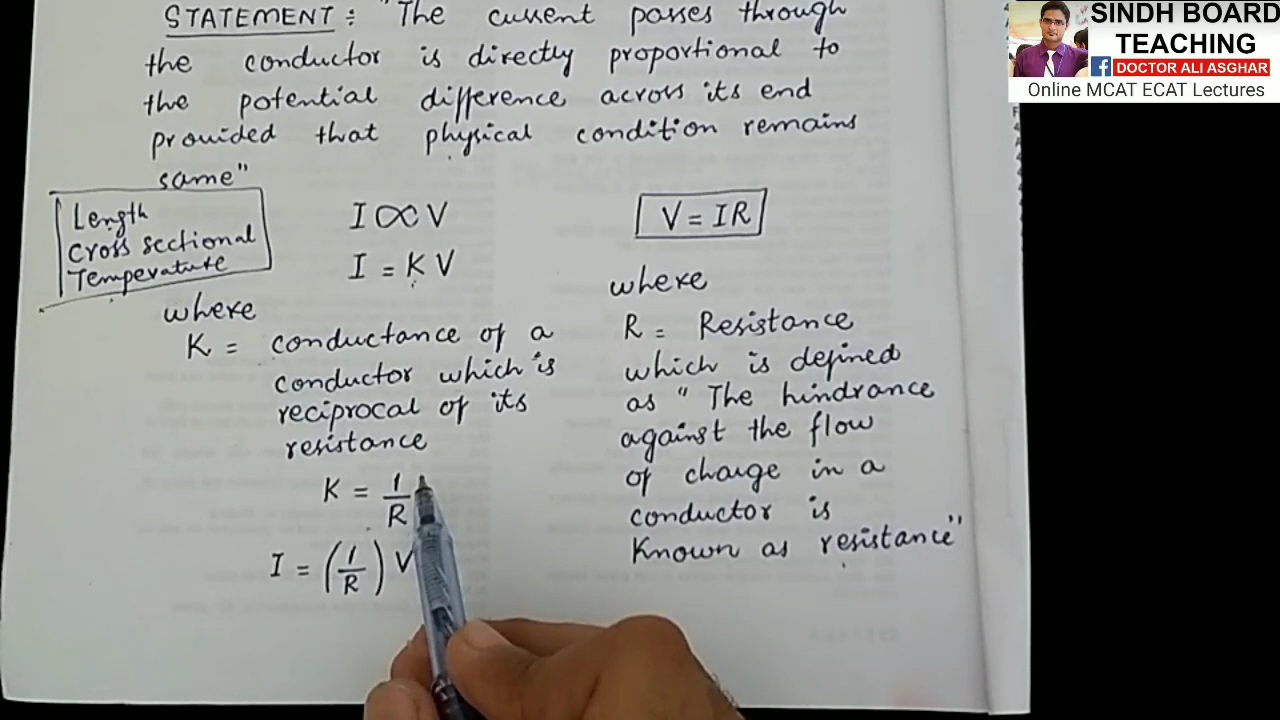 STATEMENT: "The current passes through
the conductor is directly proportional to
the potential difference across its end
provided that physical condition remains
same"
Length
Cross sectional
Temperature
I ∝ V
I = K V
where
K = conductance of a
conductor which is
reciprocal of its
resistance
K = 1/R
I = (1/R) V
V = IR
where
R = Resistance
which is defined
as "The hindrance
against the flow
of charge in a
conductor is
Known as resistance"
SINDH BOARD
TEACHING
DOCTOR ALI ASGHAR
Online MCAT ECAT Lectures